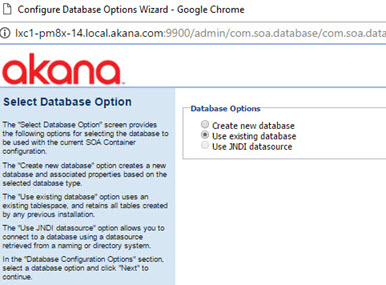 Configure Database Options Wizard - Google Chrome
lxc1-pm8x-14.local.akana.com:9900/admin/com.soa.database/com.soa.data
akana
Select Database Option
The "Select Database Option" screen provides
the following options for selecting the database to
be used with the current SOA Container
configuration.
The "Create new database" option creates a new
database and associated properties based on the
selected database type.
The "Use existing database" option uses an
existing tablespace, and retains all tables created
by any previous installation.
The "Use JNDI datasource" option allows you to
connect to a database using a datasource
retrieved from a naming or directory system.
In the "Database Configuration Options" section,
select a database option and click "Next" to
continue.
Database Options
Create new database
Use existing database
Use JNDI datasource